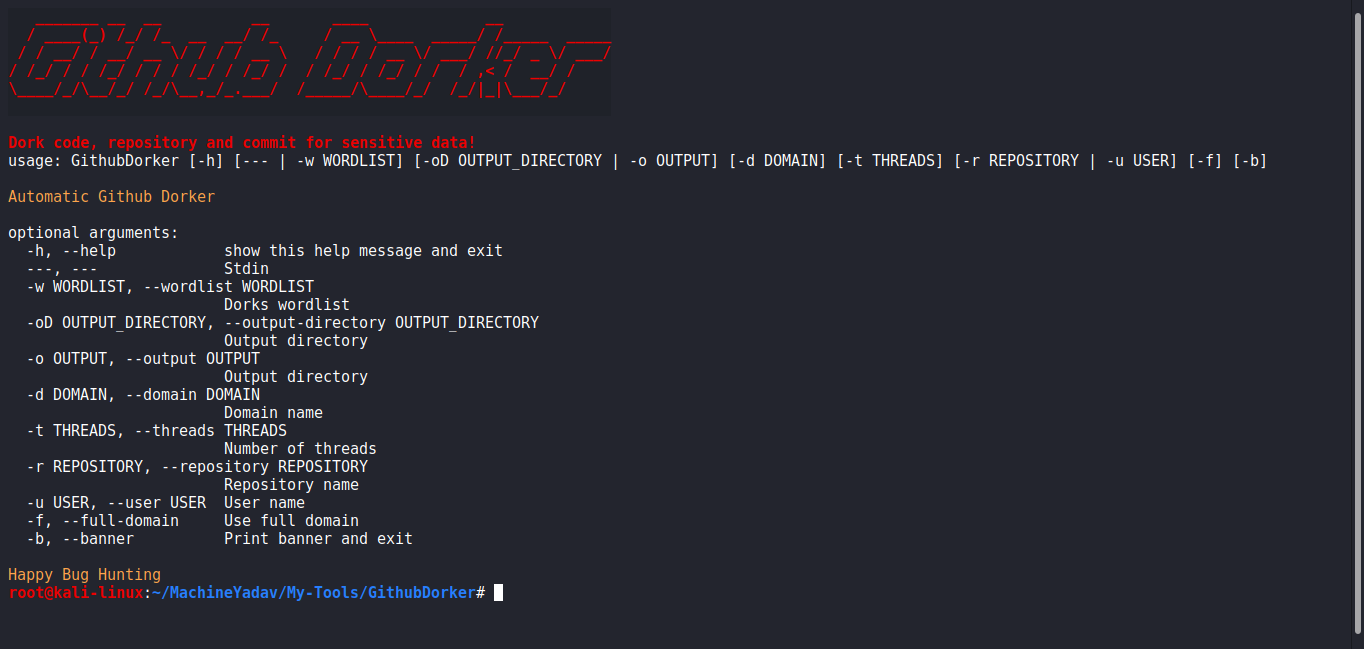 Github Dorker
Dork code, repository and commit for sensitive data!
usage: GithubDorker [-h] [--- | -w WORDLIST] [-oD OUTPUT_DIRECTORY | -o OUTPUT] [-d DOMAIN] [-t THREADS] [-r REPOSITORY | -u USER] [-f] [-b]
Automatic Github Dorker
optional arguments:
-h, --help show this help message and exit
---, --- Stdin
-w WORDLIST, --wordlist WORDLIST
Dorks wordlist
-oD OUTPUT_DIRECTORY, --output-directory OUTPUT_DIRECTORY
Output directory
-o OUTPUT, --output OUTPUT
Output directory
-d DOMAIN, --domain DOMAIN
Domain name
-t THREADS, --threads THREADS
Number of threads
-r REPOSITORY, --repository REPOSITORY
Repository name
-u USER, --user USER User name
-f, --full-domain Use full domain
-b, --banner Print banner and exit
Happy Bug Hunting
root@kali-linux:~/MachineYadav/My-Tools/GithubDorker#